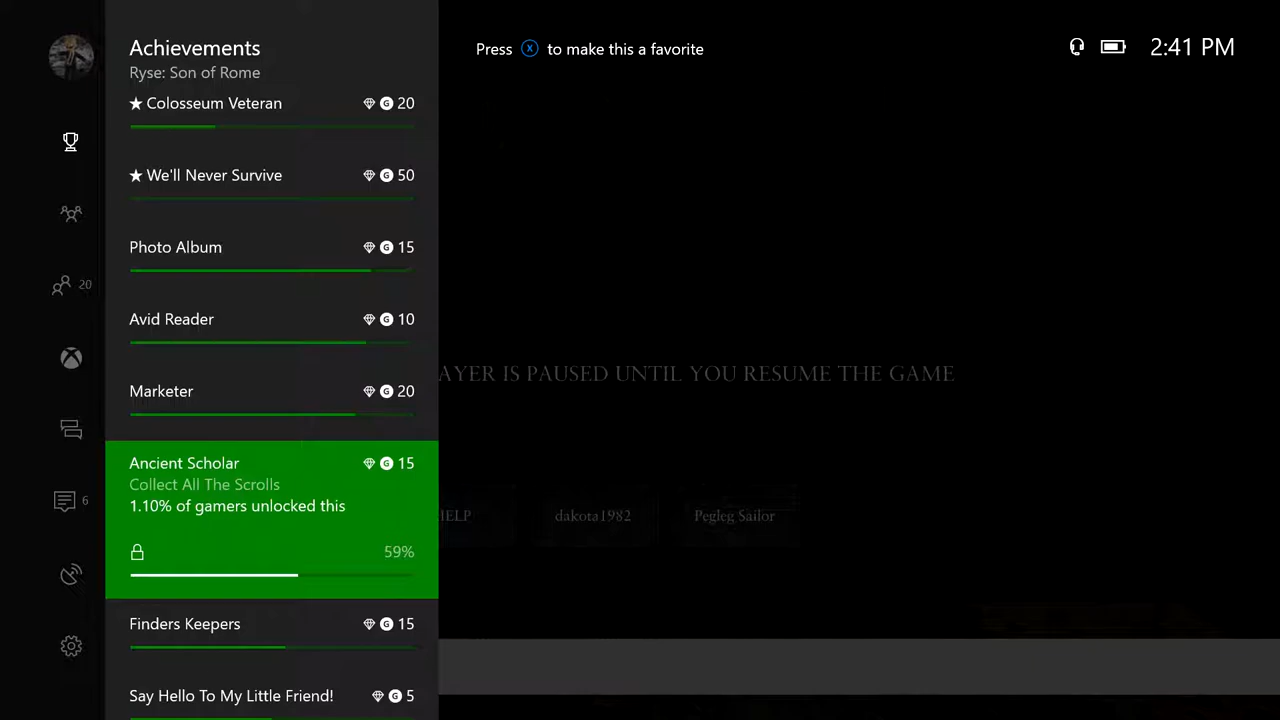 Achievements
Ryse: Son of Rome
Press X to make this a favorite
2:41 PM
★ Colosseum Veteran G 20
★ We'll Never Survive G 50
Photo Album G 15
20
Avid Reader G 10
AYER IS PAUSED UNTIL YOU RESUME THE GAME
Marketer G 20
Ancient Scholar G 15
Collect All The Scrolls
1.10% of gamers unlocked this
6
HELP dakota1982 Pegleg Sailor
59%
Finders Keepers G 15
Say Hello To My Little Friend! G 5